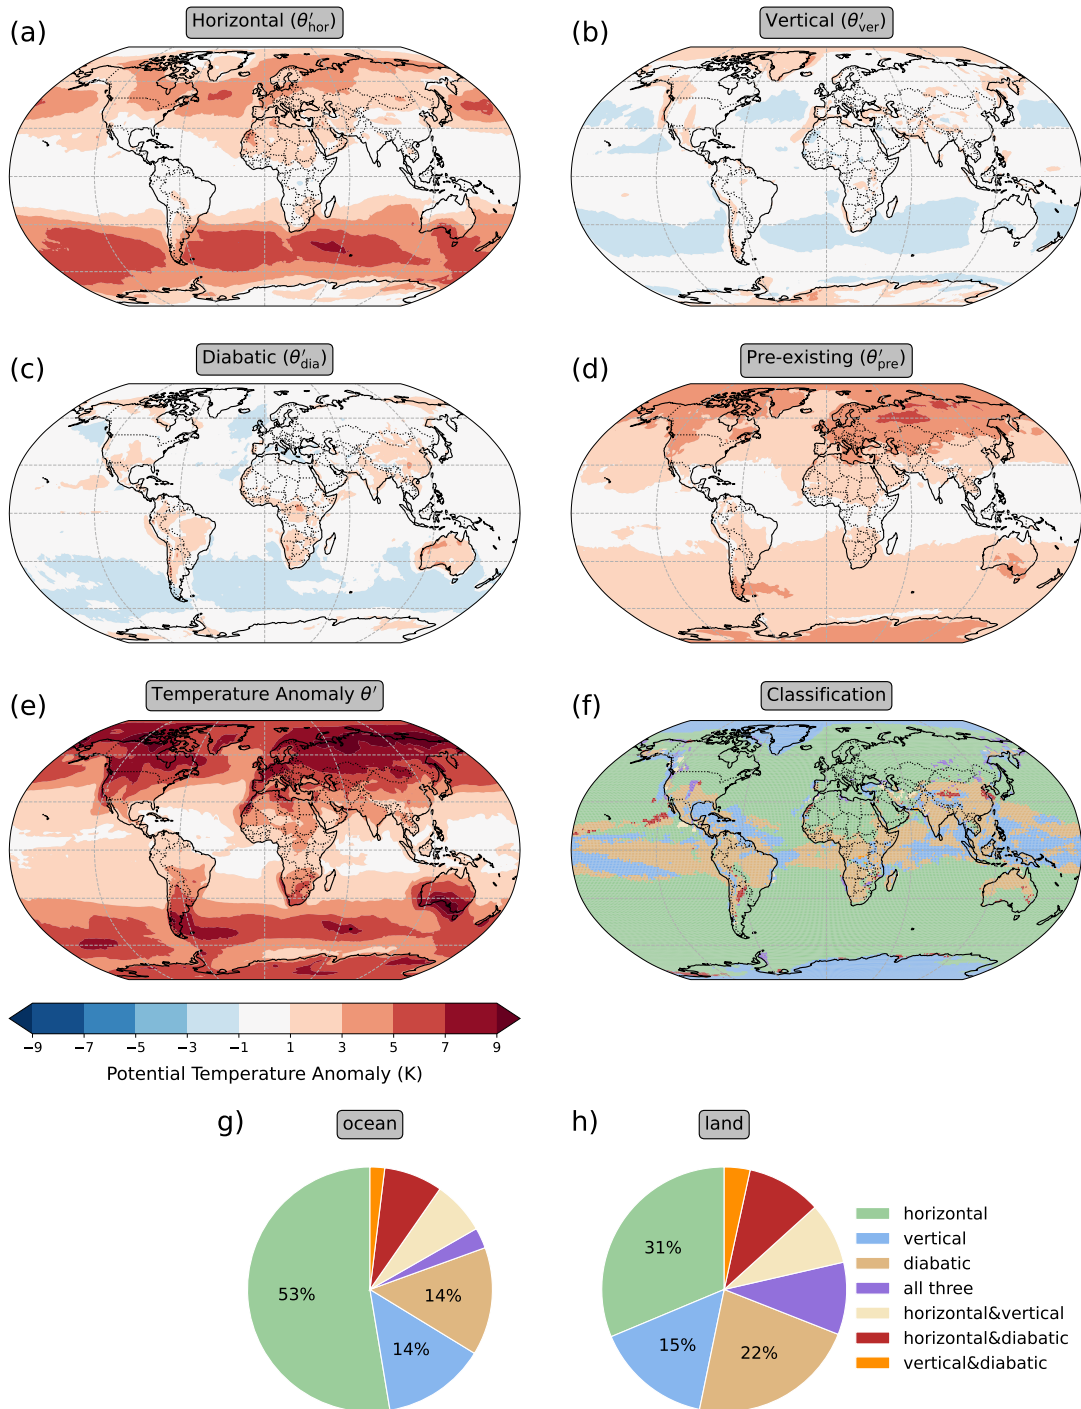 (a)
Horizontal (θ′hor)
(b)
Vertical (θ′ver)
(c)
Diabatic (θ′dia)
(d)
Pre-existing (θ′pre)
(e)
Temperature Anomaly θ′
(f)
Classification
−9 −7 −5 −3 −1 1 3 5 7 9
Potential Temperature Anomaly (K)
g)
ocean
h)
land
53%
14%
14%
31%
15%
22%
horizontal
vertical
diabatic
all three
horizontal&vertical
horizontal&diabatic
vertical&diabatic